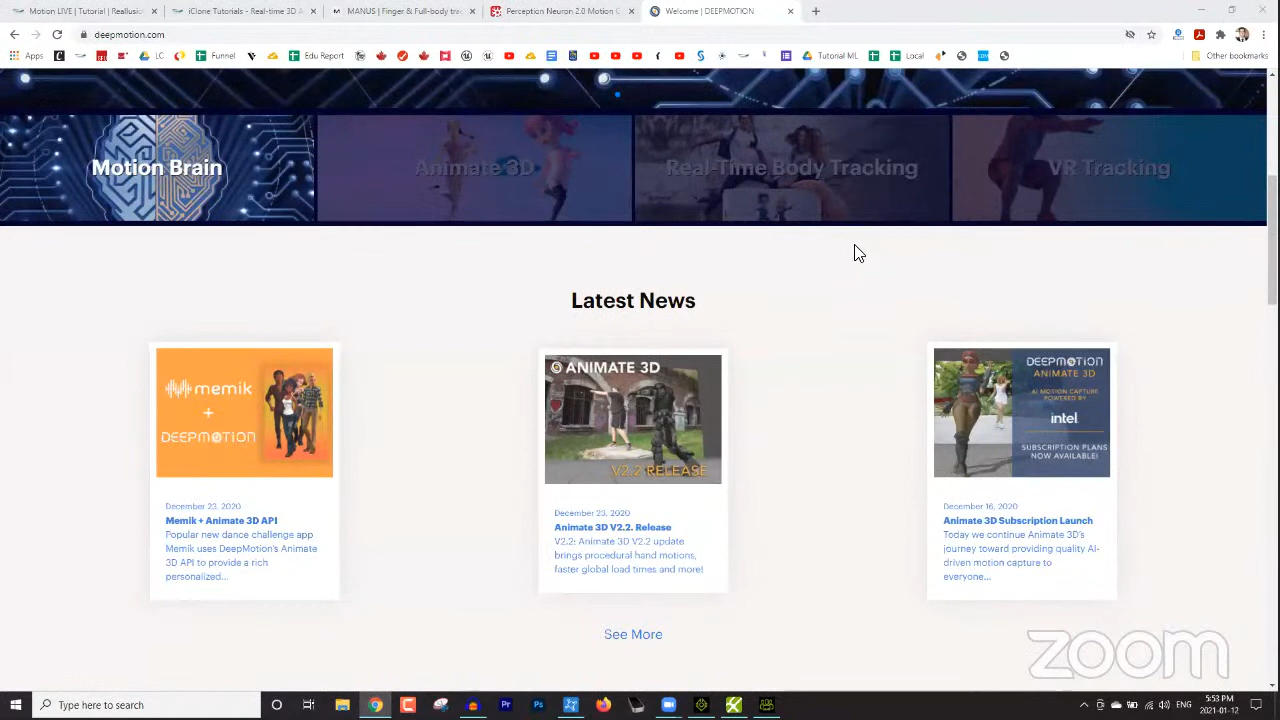 Motion LIVE | Tutorial | Reallusio
iClone Tutorials - Real-time 3D A
MANUS | Finger & Full-body trac
Perception Neuron 2.0 Motion C
Welcome | DEEPMOTION
deepmotion.com
Apps
LC
Funnel
Edu Report
Tutorial ML
Local
Other bookmarks
Motion Brain
Animate 3D
Real-Time Body Tracking
VR Tracking
Latest News
memik
+
DEEPMOTION
ANIMATE 3D
V2.2 RELEASE
DEEPMOTION
ANIMATE 3D
AI MOTION CAPTURE
POWERED BY
intel
SUBSCRIPTION PLANS
NOW AVAILABLE!
December 23, 2020
Memik + Animate 3D API
Popular new dance challenge app
Memik uses DeepMotion's Animate
3D API to provide a rich
personalized...
December 23, 2020
Animate 3D V2.2. Release
V2.2: Animate 3D V2.2 update
brings procedural hand motions,
faster global load times and more!
December 16, 2020
Animate 3D Subscription Launch
Today we continue Animate 3D's
journey toward providing quality AI-
driven motion capture to
everyone...
See More
zoom
Type here to search
5:53 PM
2021-01-12